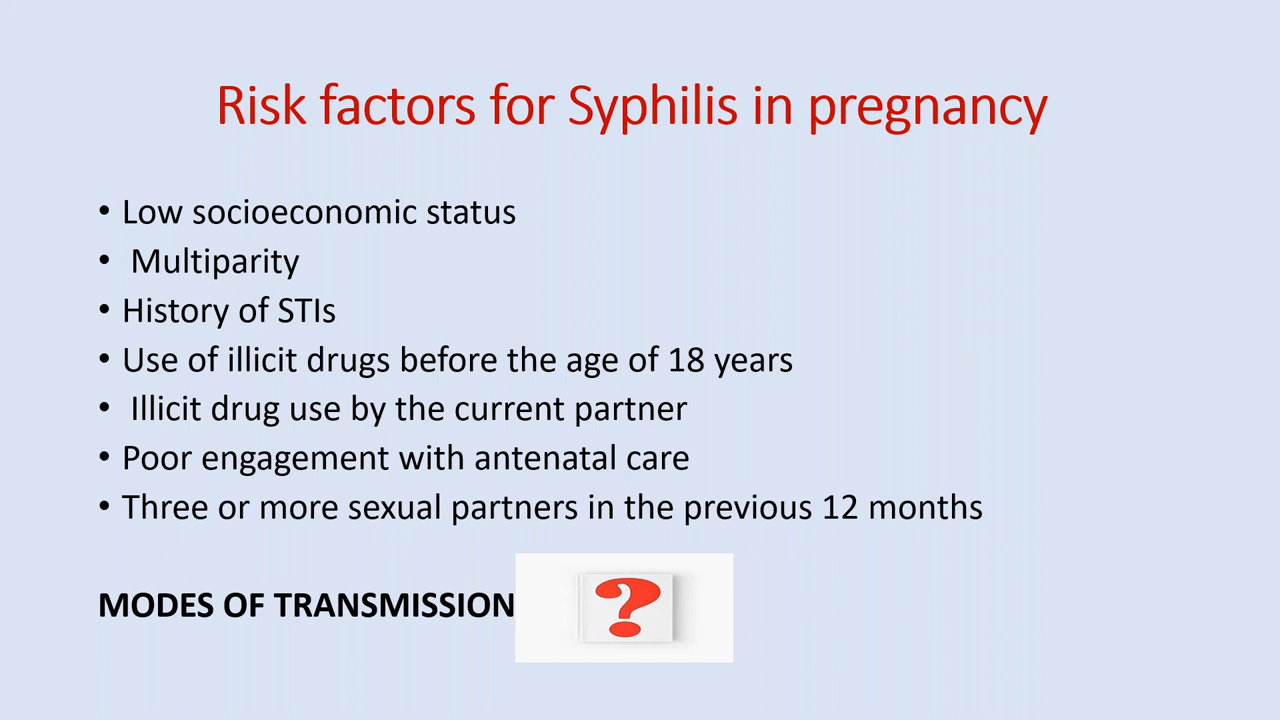 Risk factors for Syphilis in pregnancy
• Low socioeconomic status
• Multiparity
• History of STIs
• Use of illicit drugs before the age of 18 years
• Illicit drug use by the current partner
• Poor engagement with antenatal care
• Three or more sexual partners in the previous 12 months
MODES OF TRANSMISSION ?